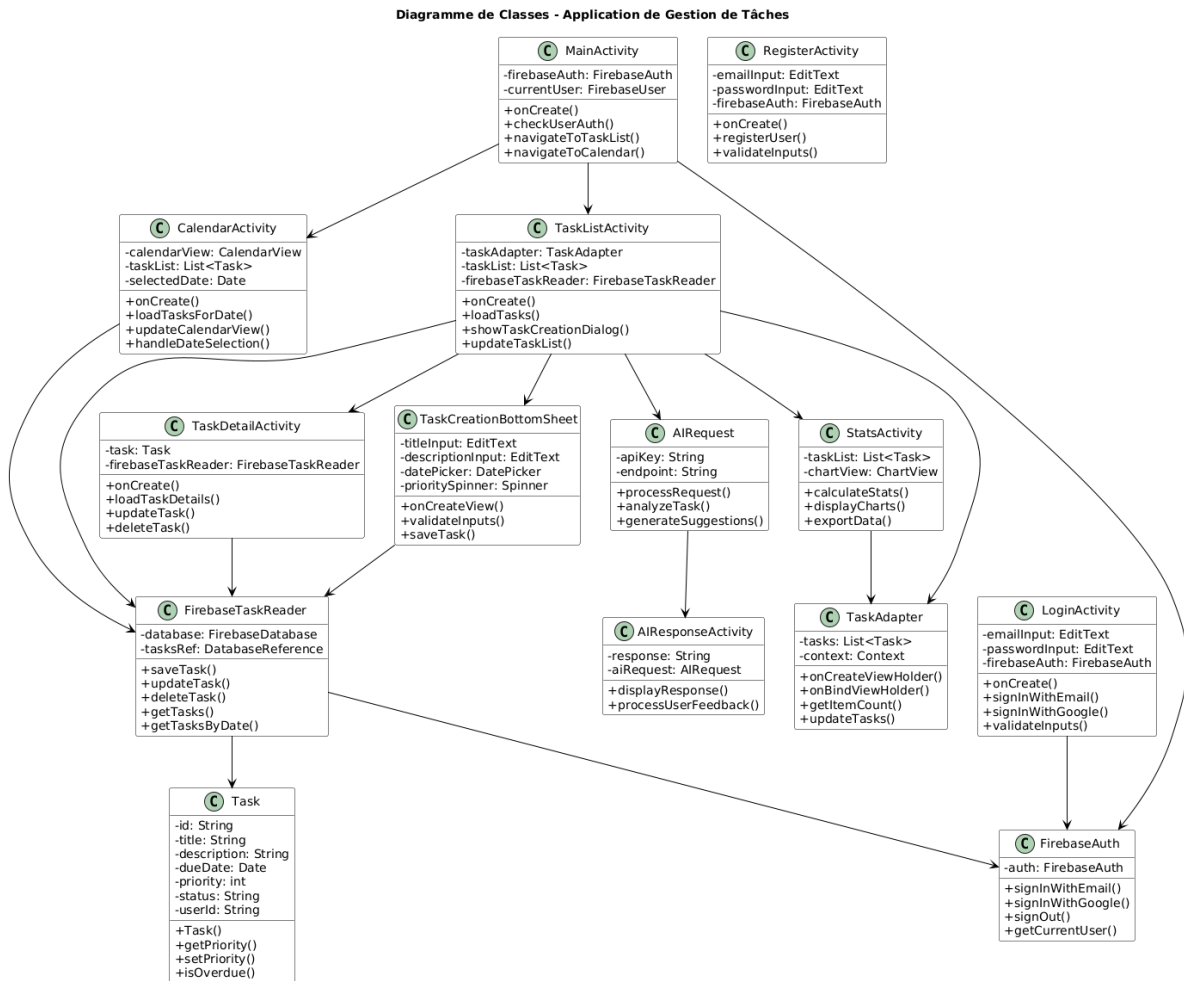 Diagramme de Classes - Application de Gestion de Tâches
C MainActivity
-firebaseAuth: FirebaseAuth
-currentUser: FirebaseUser
+onCreate()
+checkUserAuth()
+navigateToTaskList()
+navigateToCalendar()
C RegisterActivity
-emailInput: EditText
-passwordInput: EditText
-firebaseAuth: FirebaseAuth
+onCreate()
+registerUser()
+validateInputs()
C CalendarActivity
-calendarView: CalendarView
-taskList: List<Task>
-selectedDate: Date
+onCreate()
+loadTasksForDate()
+updateCalendarView()
+handleDateSelection()
C TaskListActivity
-taskAdapter: TaskAdapter
-taskList: List<Task>
-firebaseTaskReader: FirebaseTaskReader
+onCreate()
+loadTasks()
+showTaskCreationDialog()
+updateTaskList()
C TaskDetailActivity
-task: Task
-firebaseTaskReader: FirebaseTaskReader
+onCreate()
+loadTaskDetails()
+updateTask()
+deleteTask()
C TaskCreationBottomSheet
-titleInput: EditText
-descriptionInput: EditText
-datePicker: DatePicker
-prioritySpinner: Spinner
+onCreateView()
+validateInputs()
+saveTask()
C AIRequest
-apiKey: String
-endpoint: String
+processRequest()
+analyzeTask()
+generateSuggestions()
C StatsActivity
-taskList: List<Task>
-chartView: ChartView
+calculateStats()
+displayCharts()
+exportData()
C FirebaseTaskReader
-database: FirebaseDatabase
-tasksRef: DatabaseReference
+saveTask()
+updateTask()
+deleteTask()
+getTasks()
+getTasksByDate()
C AIResponseActivity
-response: String
-aiRequest: AIRequest
+displayResponse()
+processUserFeedback()
C TaskAdapter
-tasks: List<Task>
-context: Context
+onCreateViewHolder()
+onBindViewHolder()
+getItemCount()
+updateTasks()
C LoginActivity
-emailInput: EditText
-passwordInput: EditText
-firebaseAuth: FirebaseAuth
+onCreate()
+signInWithEmail()
+signInWithGoogle()
+validateInputs()
C Task
-id: String
-title: String
-description: String
-dueDate: Date
-priority: int
-status: String
-userId: String
+Task()
+getPriority()
+setPriority()
+isOverdue()
C FirebaseAuth
-auth: FirebaseAuth
+signInWithEmail()
+signInWithGoogle()
+signOut()
+getCurrentUser()